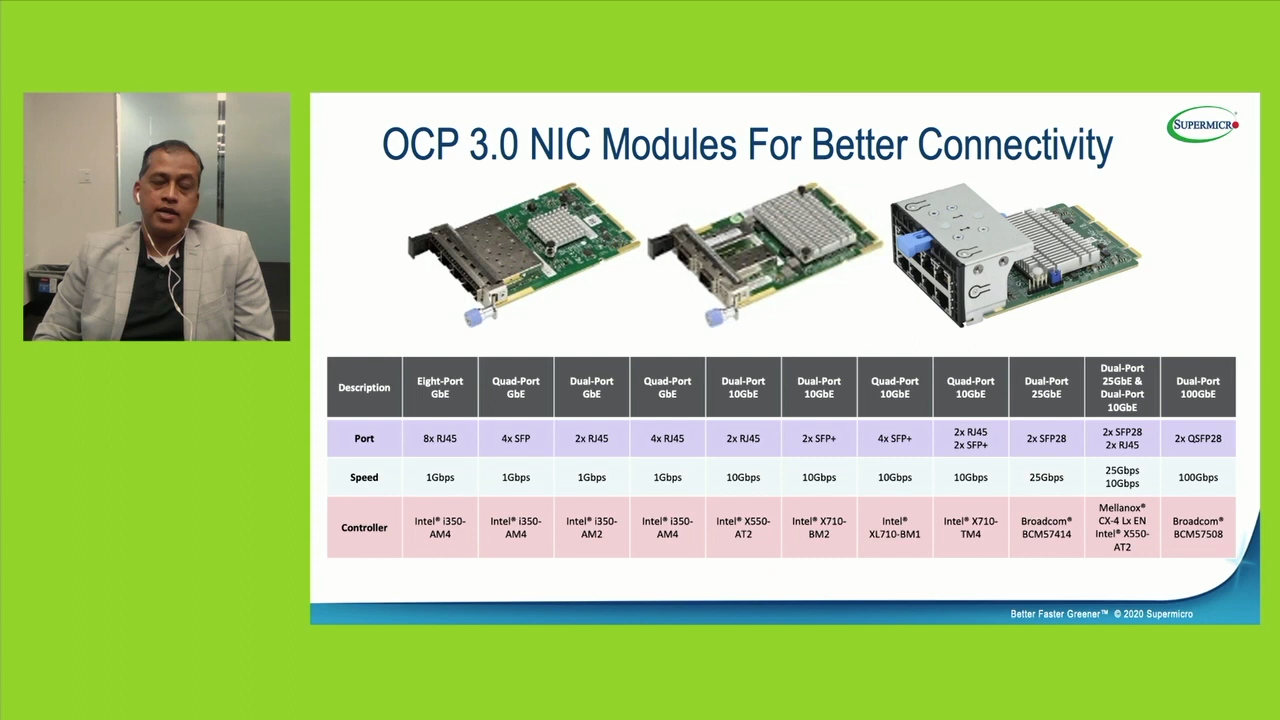 OCP 3.0 NIC Modules For Better Connectivity
SUPERMICRO
Description
Eight-Port
GbE
Quad-Port
GbE
Dual-Port
GbE
Quad-Port
GbE
Dual-Port
10GbE
Dual-Port
10GbE
Quad-Port
10GbE
Quad-Port
10GbE
Dual-Port
25GbE
Dual-Port
25GbE &
Dual-Port
10GbE
Dual-Port
100GbE
Port
8x RJ45
4x SFP
2x RJ45
4x RJ45
2x RJ45
2x SFP+
4x SFP+
2x RJ45
2x SFP+
2x SFP28
2x SFP28
2x RJ45
2x QSFP28
Speed
1Gbps
1Gbps
1Gbps
1Gbps
10Gbps
10Gbps
10Gbps
10Gbps
25Gbps
25Gbps
10Gbps
100Gbps
Controller
Intel® i350-
AM4
Intel® i350-
AM4
Intel® i350-
AM2
Intel® i350-
AM4
Intel® X550-
AT2
Intel® X710-
BM2
Intel®
XL710-BM1
Intel® X710-
TM4
Broadcom®
BCM57414
Mellanox®
CX-4 Lx EN
Intel® X550-
AT2
Broadcom®
BCM57508
Better Faster Greener™ © 2020 Supermicro